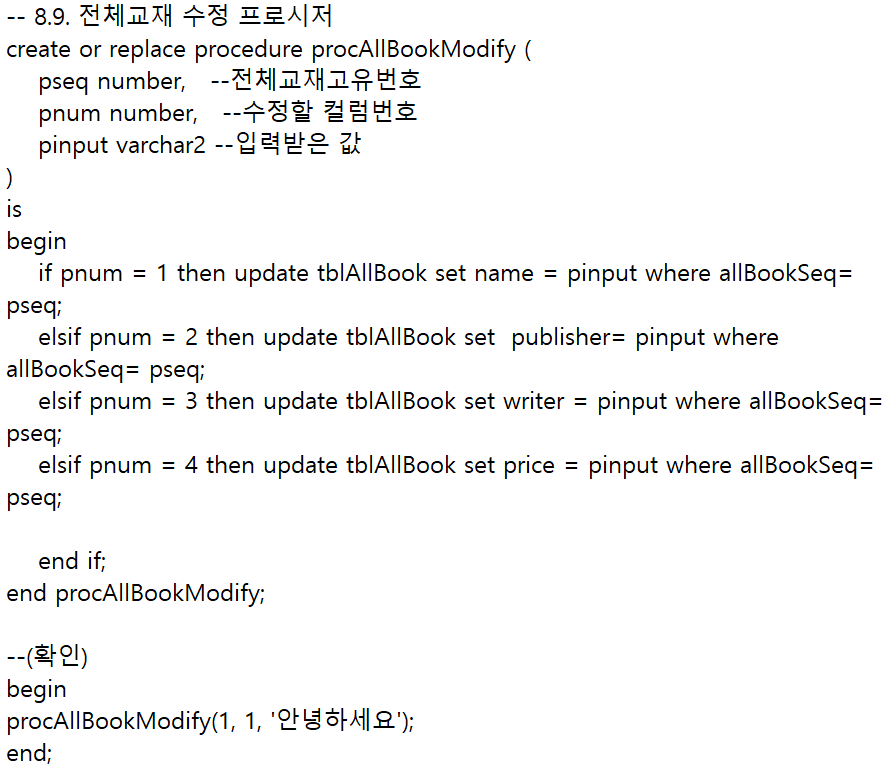 -- 8.9. 전체교재 수정 프로시저
create or replace procedure procAllBookModify (
pseq number,   --전체교재고유번호
pnum number,   --수정할 컬럼번호
pinput varchar2 --입력받은 값
)
is
begin
if pnum = 1 then update tblAllBook set name = pinput where allBookSeq=
pseq;
elsif pnum = 2 then update tblAllBook set  publisher= pinput where
allBookSeq= pseq;
elsif pnum = 3 then update tblAllBook set writer = pinput where allBookSeq=
pseq;
elsif pnum = 4 then update tblAllBook set price = pinput where allBookSeq=
pseq;
end if;
end procAllBookModify;
--(확인)
begin
procAllBookModify(1, 1, '안녕하세요');
end;